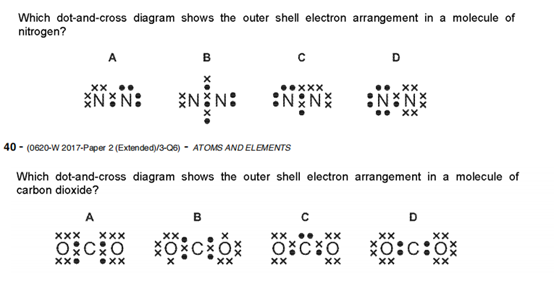 Which dot-and-cross diagram shows the outer shell electron arrangement in a molecule of
nitrogen?
A B C D
N N N N N N N N
40 - (0620-W 2017-Paper 2 (Extended)/3-Q6) - ATOMS AND ELEMENTS
Which dot-and-cross diagram shows the outer shell electron arrangement in a molecule of
carbon dioxide?
A B C D
O C O O C O O C O O C O